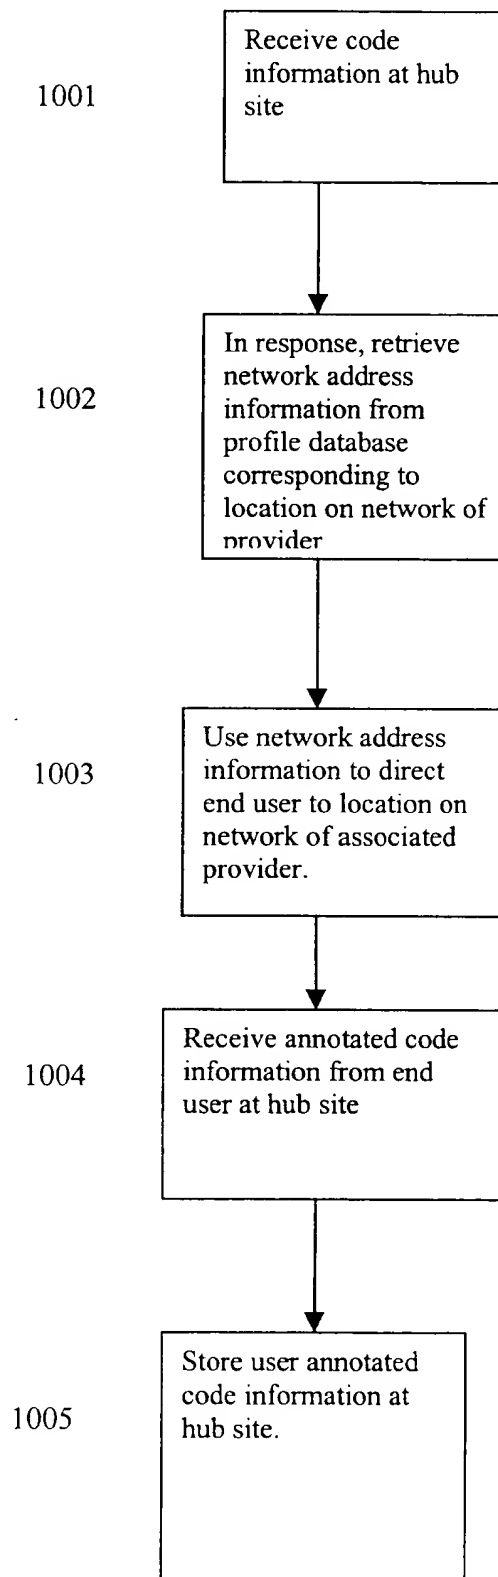 1001
Receive code
information at hub
site
1002
In response, retrieve
network address
information from
profile database
corresponding to
location on network of
provider
1003
Use network address
information to direct
end user to location on
network of associated
provider.
1004
Receive annotated code
information from end
user at hub site
1005
Store user annotated
code information at
hub site.